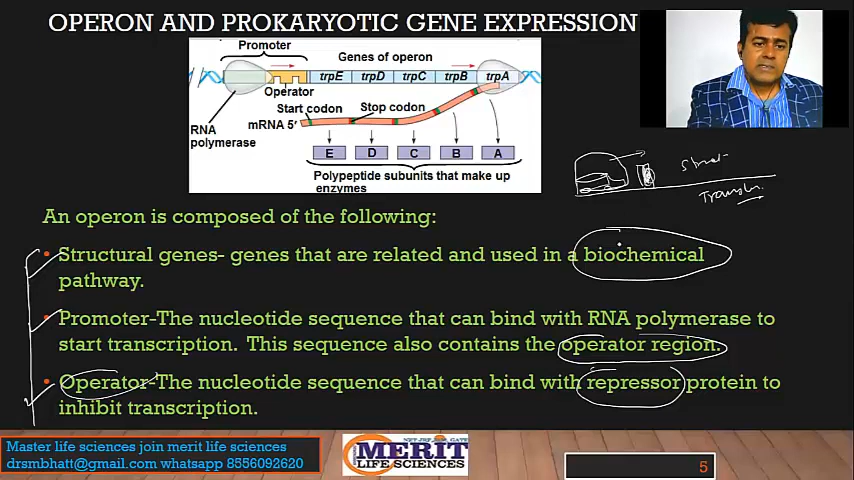 OPERON AND PROKARYOTIC GENE EXPRESSION
Promoter
Genes of operon
trpE trpD trpC trpB trpA
Operator
Start codon
Stop codon
mRNA 5'
RNA
polymerase
E D C B A
Polypeptide subunits that make up
enzymes
An operon is composed of the following:
• Structural genes- genes that are related and used in a biochemical
pathway.
• Promoter-The nucleotide sequence that can bind with RNA polymerase to
start transcription. This sequence also contains the operator region.
• Operator-The nucleotide sequence that can bind with repressor protein to
inhibit transcription.
Master life sciences join merit life sciences
drsmbhatt@gmail.com whatsapp 8556092620
NET-JRF, SET, GATE
MERIT
LIFE SCIENCES
5